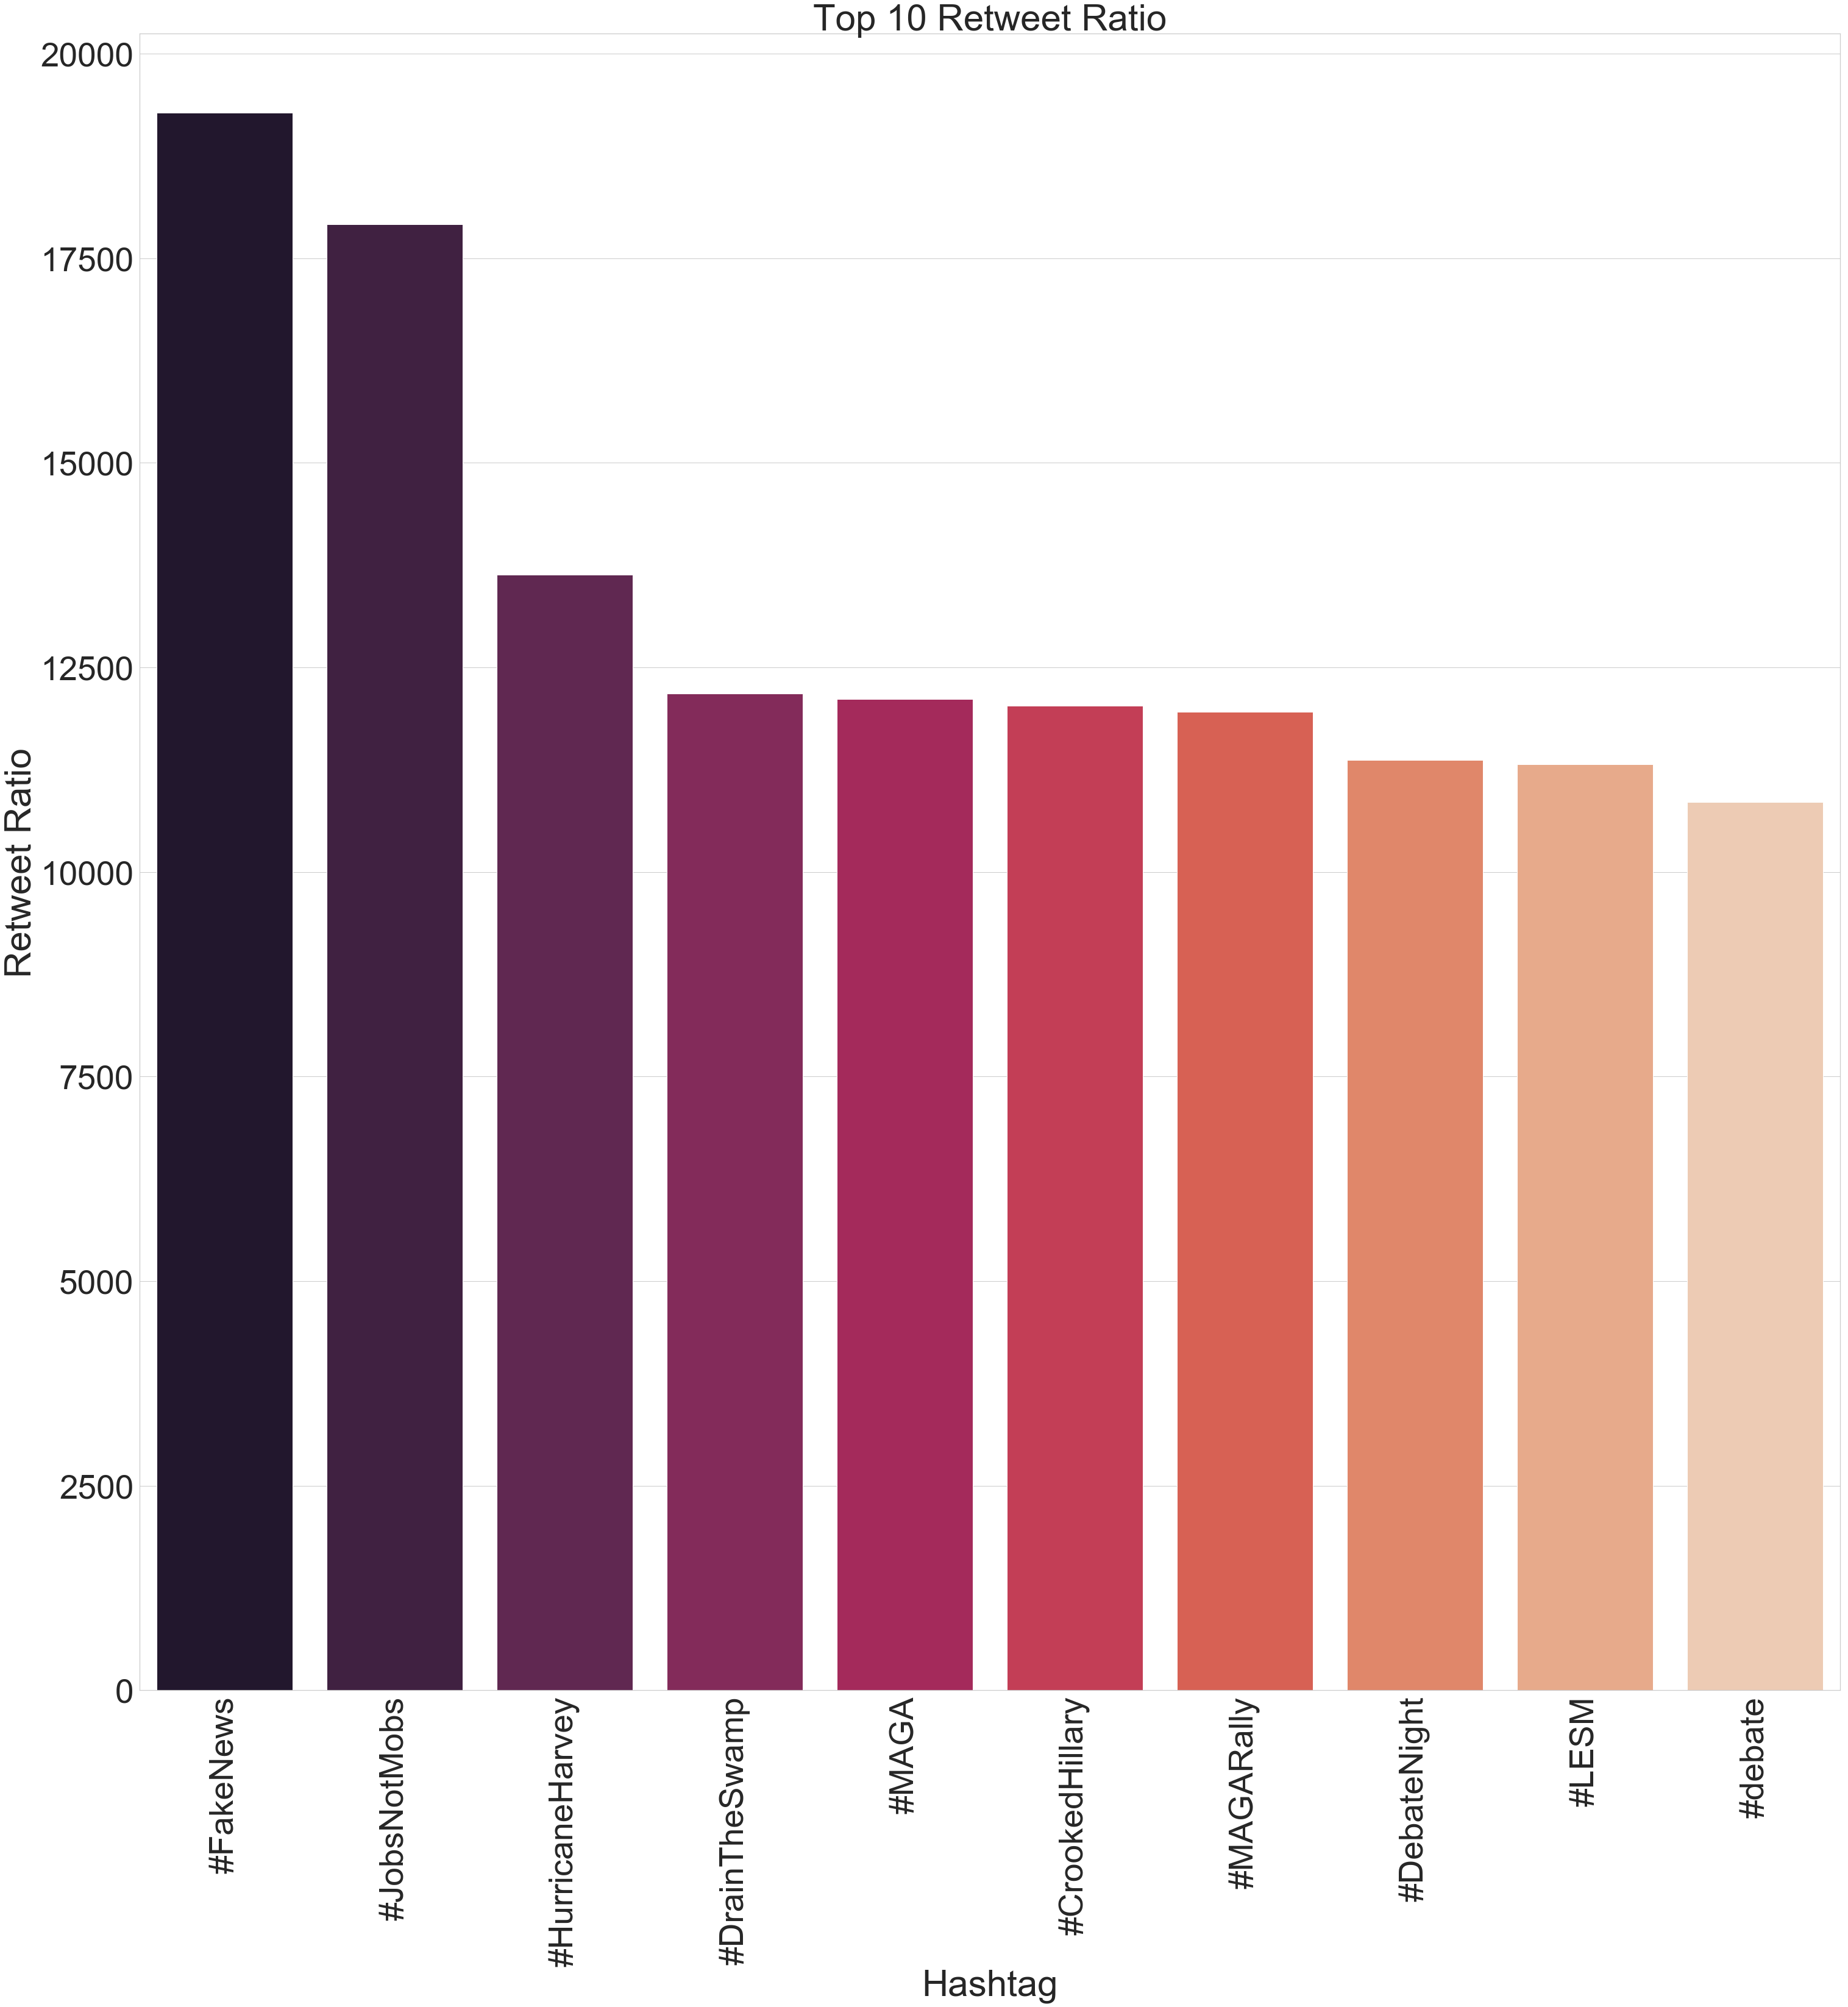 Top 10 Retweet Ratio
Retweet Ratio
20000
17500
15000
12500
10000
7500
5000
2500
0
#FakeNews
#JobsNotMobs
#HurricaneHarvey
#DrainTheSwamp
#MAGA
#CrookedHillary
#MAGARally
#DebateNight
#LESM
#debate
Hashtag